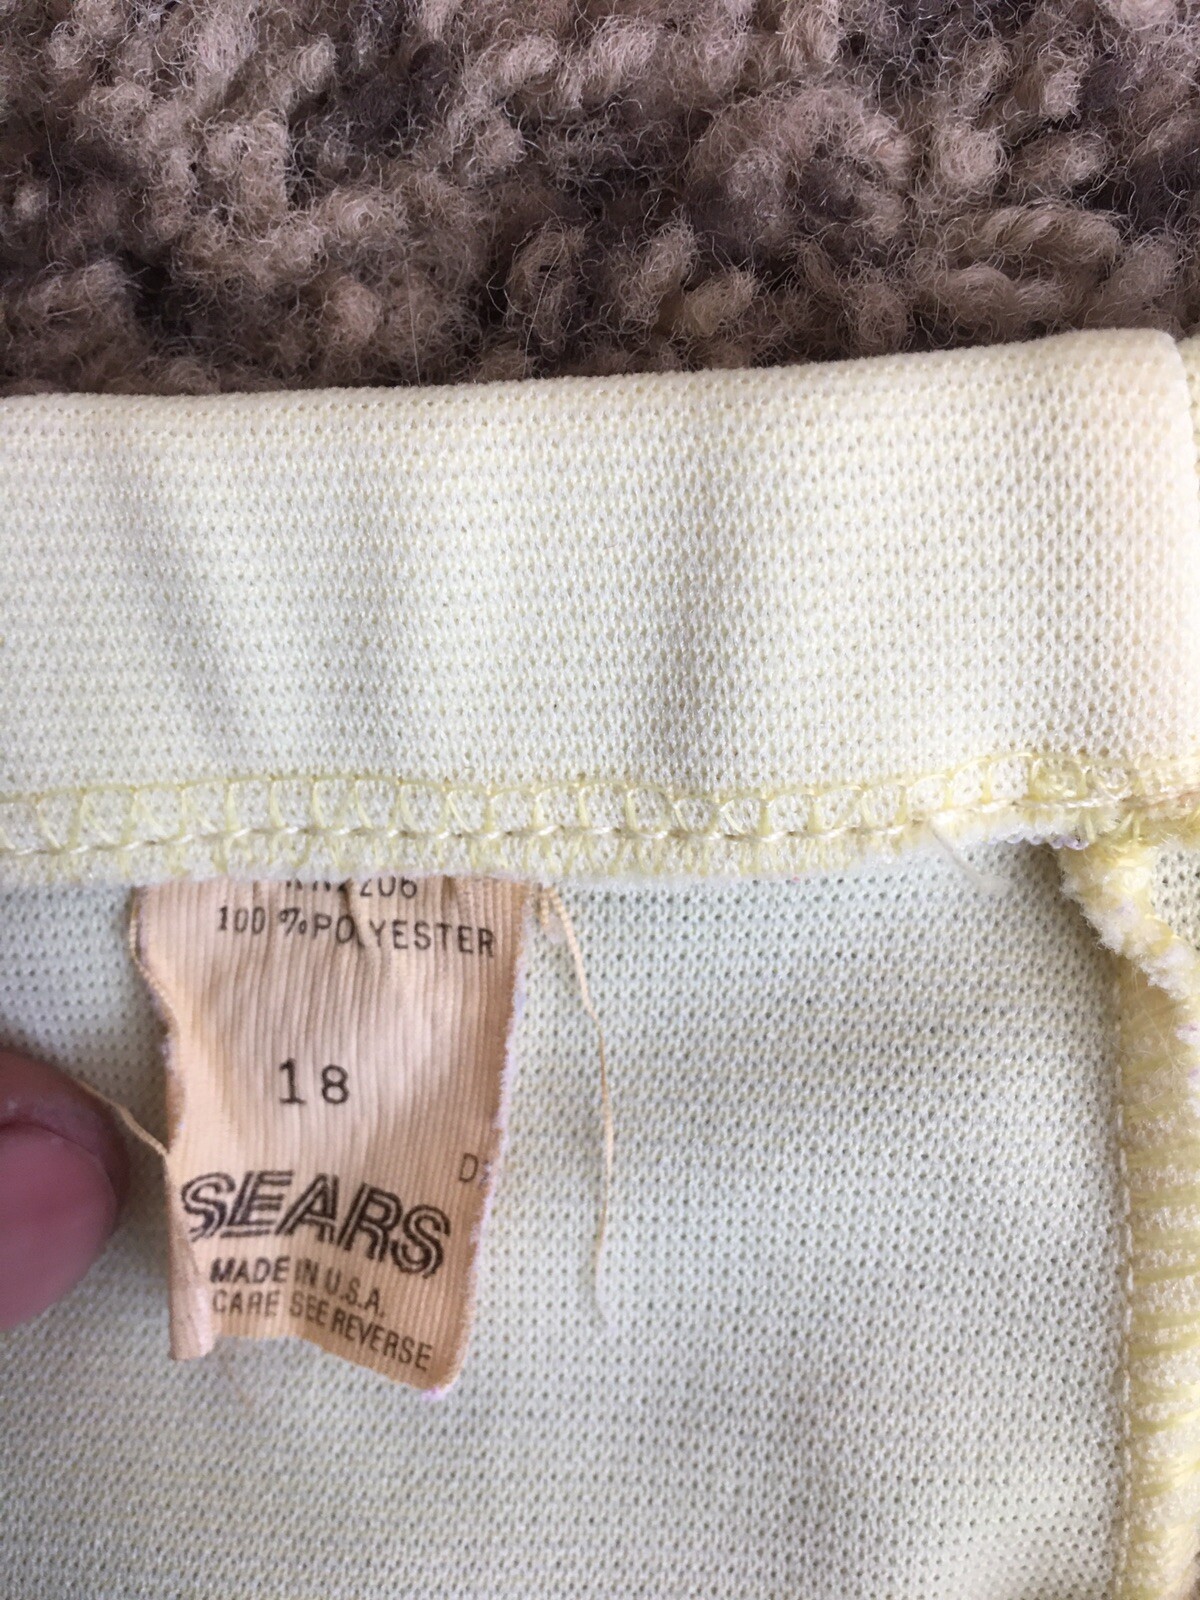 100 % POLYESTER
18
SEARS
MADE IN U.S.A.
CARE SEE REVERSE